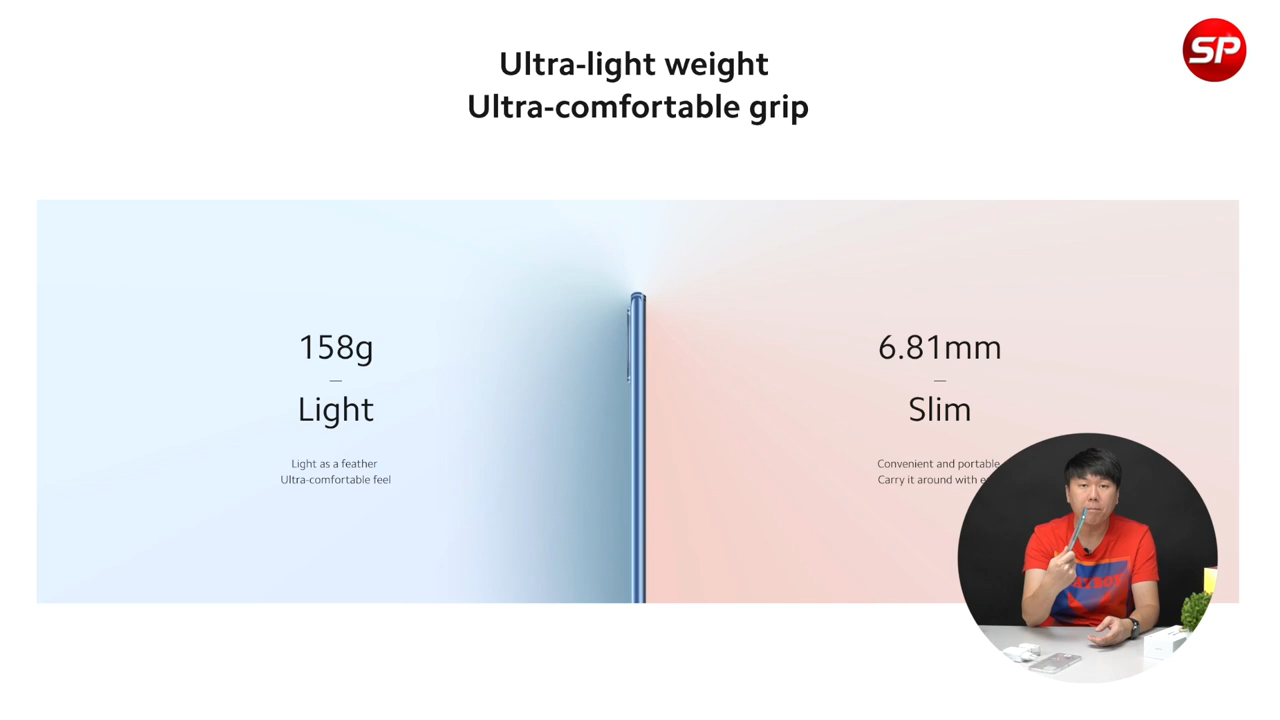 Ultra-light weight
Ultra-comfortable grip
SP
158g
Light
Light as a feather
Ultra-comfortable feel
6.81mm
Slim
Convenient and portable
Carry it around with